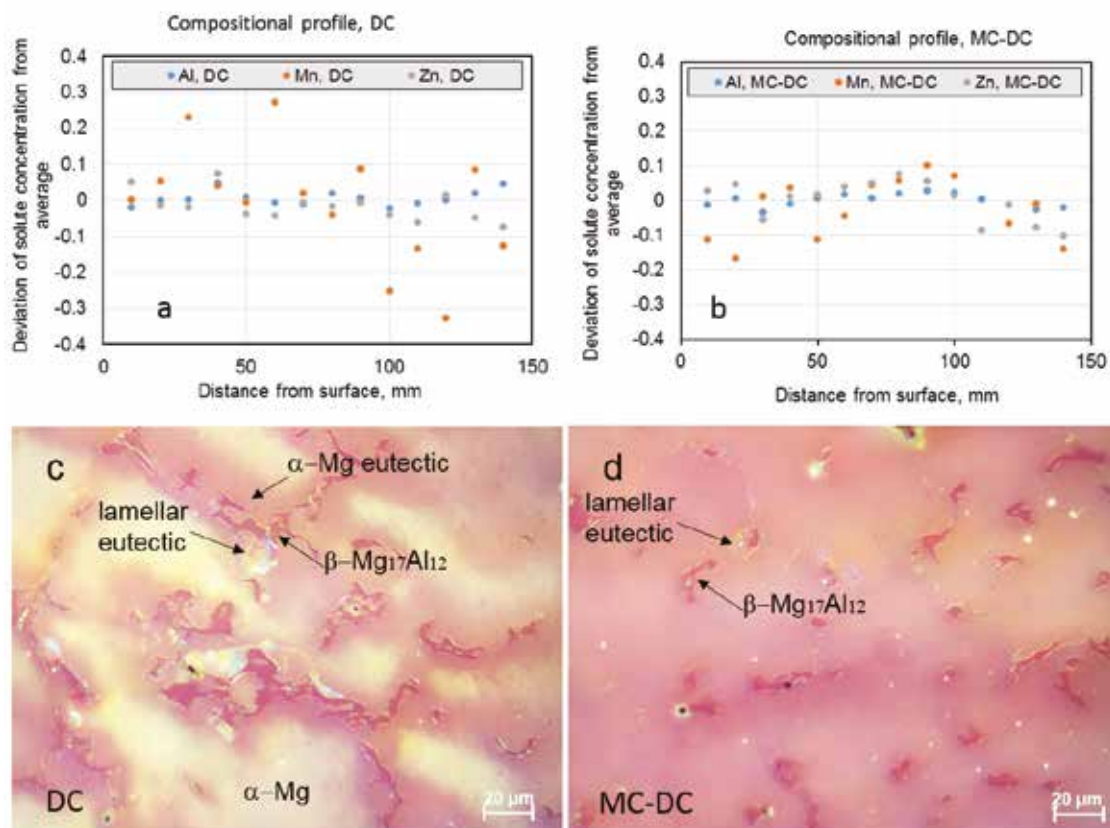 Compositional profile, DC
Deviation of solute concentration from
average
0.4
0.3
0.2
0.1
0
-0.1
-0.2
-0.3
-0.4
Al, DC Mn, DC Zn, DC
a
0 50 100 150
Distance from surface, mm
Compositional profile, MC-DC
Deviation of solute concentration from
average
0.4
0.3
0.2
0.1
0
-0.1
-0.2
-0.3
-0.4
Al, MC-DC Mn, MC-DC Zn, MC-DC
b
0 50 100 150
Distance from surface, mm
c
α–Mg eutectic
lamellar
eutectic
β–Mg17Al12
α–Mg
DC
20 µm
d
lamellar
eutectic
β–Mg17Al12
MC-DC
20 µm